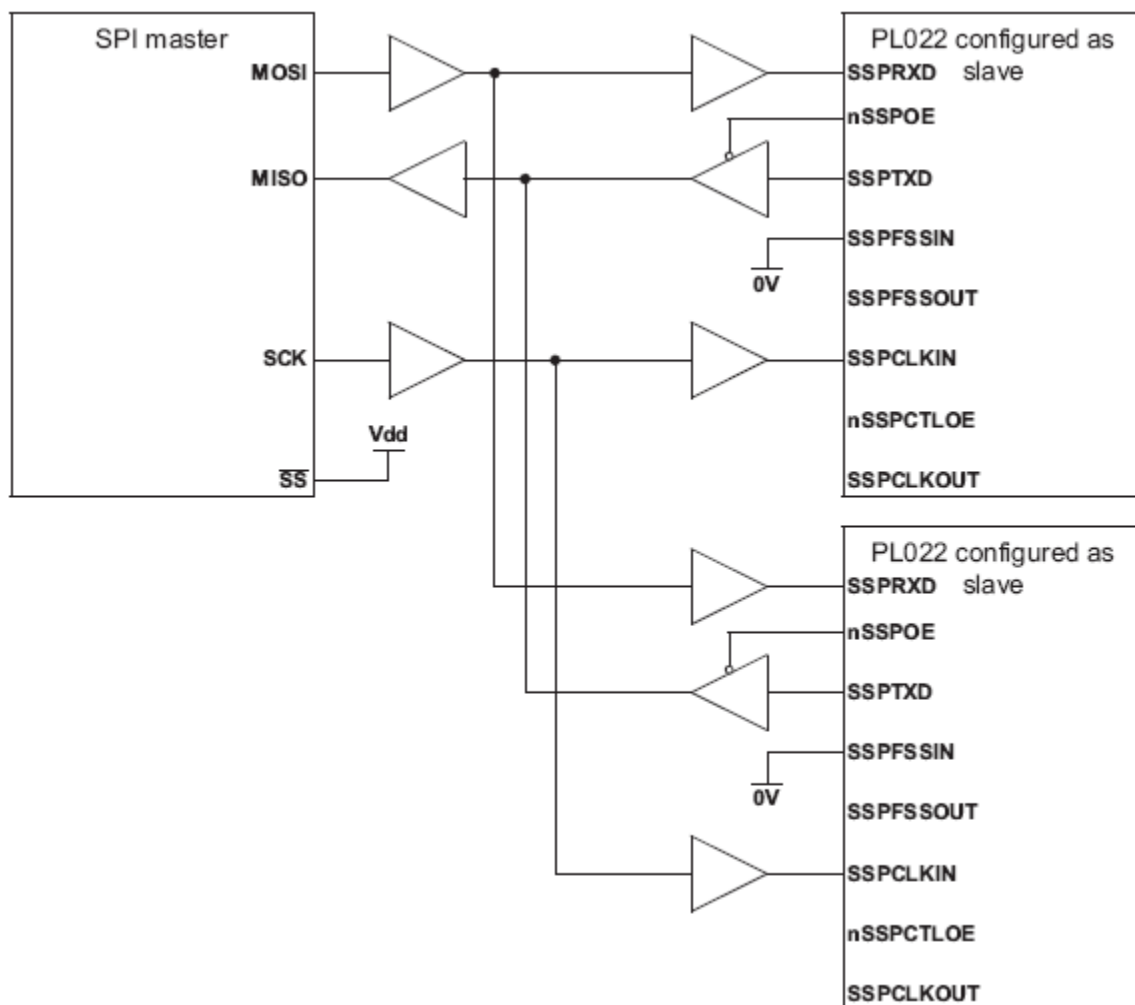 SPI master
MOSI
MISO
SCK
Vdd
SS
PL022 configured as
slave
SSPRXD
nSSPOE
SSPTXD
SSPFSSIN
0V
SSPFSSOUT
SSPCLKIN
nSSPCTLOE
SSPCLKOUT
PL022 configured as
slave
SSPRXD
nSSPOE
SSPTXD
SSPFSSIN
0V
SSPFSSOUT
SSPCLKIN
nSSPCTLOE
SSPCLKOUT